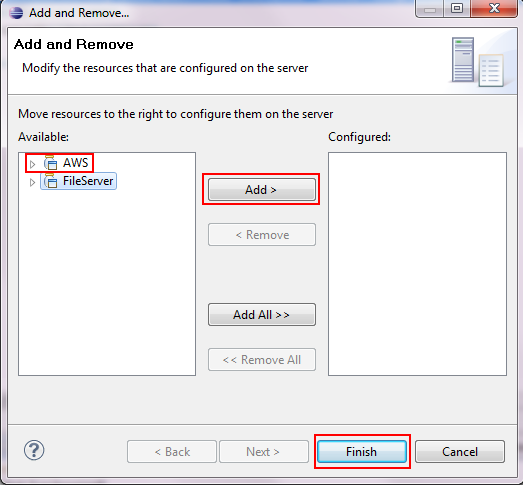 Add and Remove...
Add and Remove
Modify the resources that are configured on the server
Move resources to the right to configure them on the server
Available:
Configured:
AWS
FileServer
Add >
< Remove
Add All >>
<< Remove All
?
< Back
Next >
Finish
Cancel